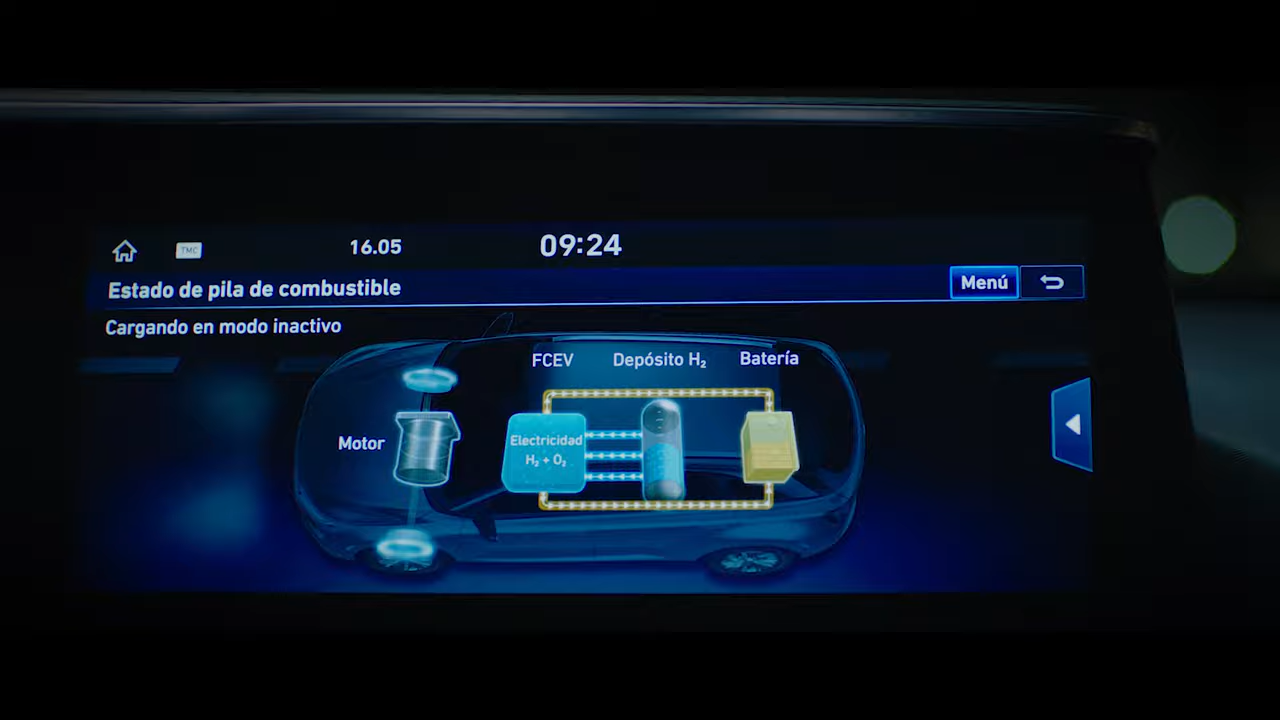 TMC
16.05
09:24
Estado de pila de combustible
Menú
Cargando en modo inactivo
FCEV
Depósito H₂
Batería
Motor
Electricidad
H₂ + O₂